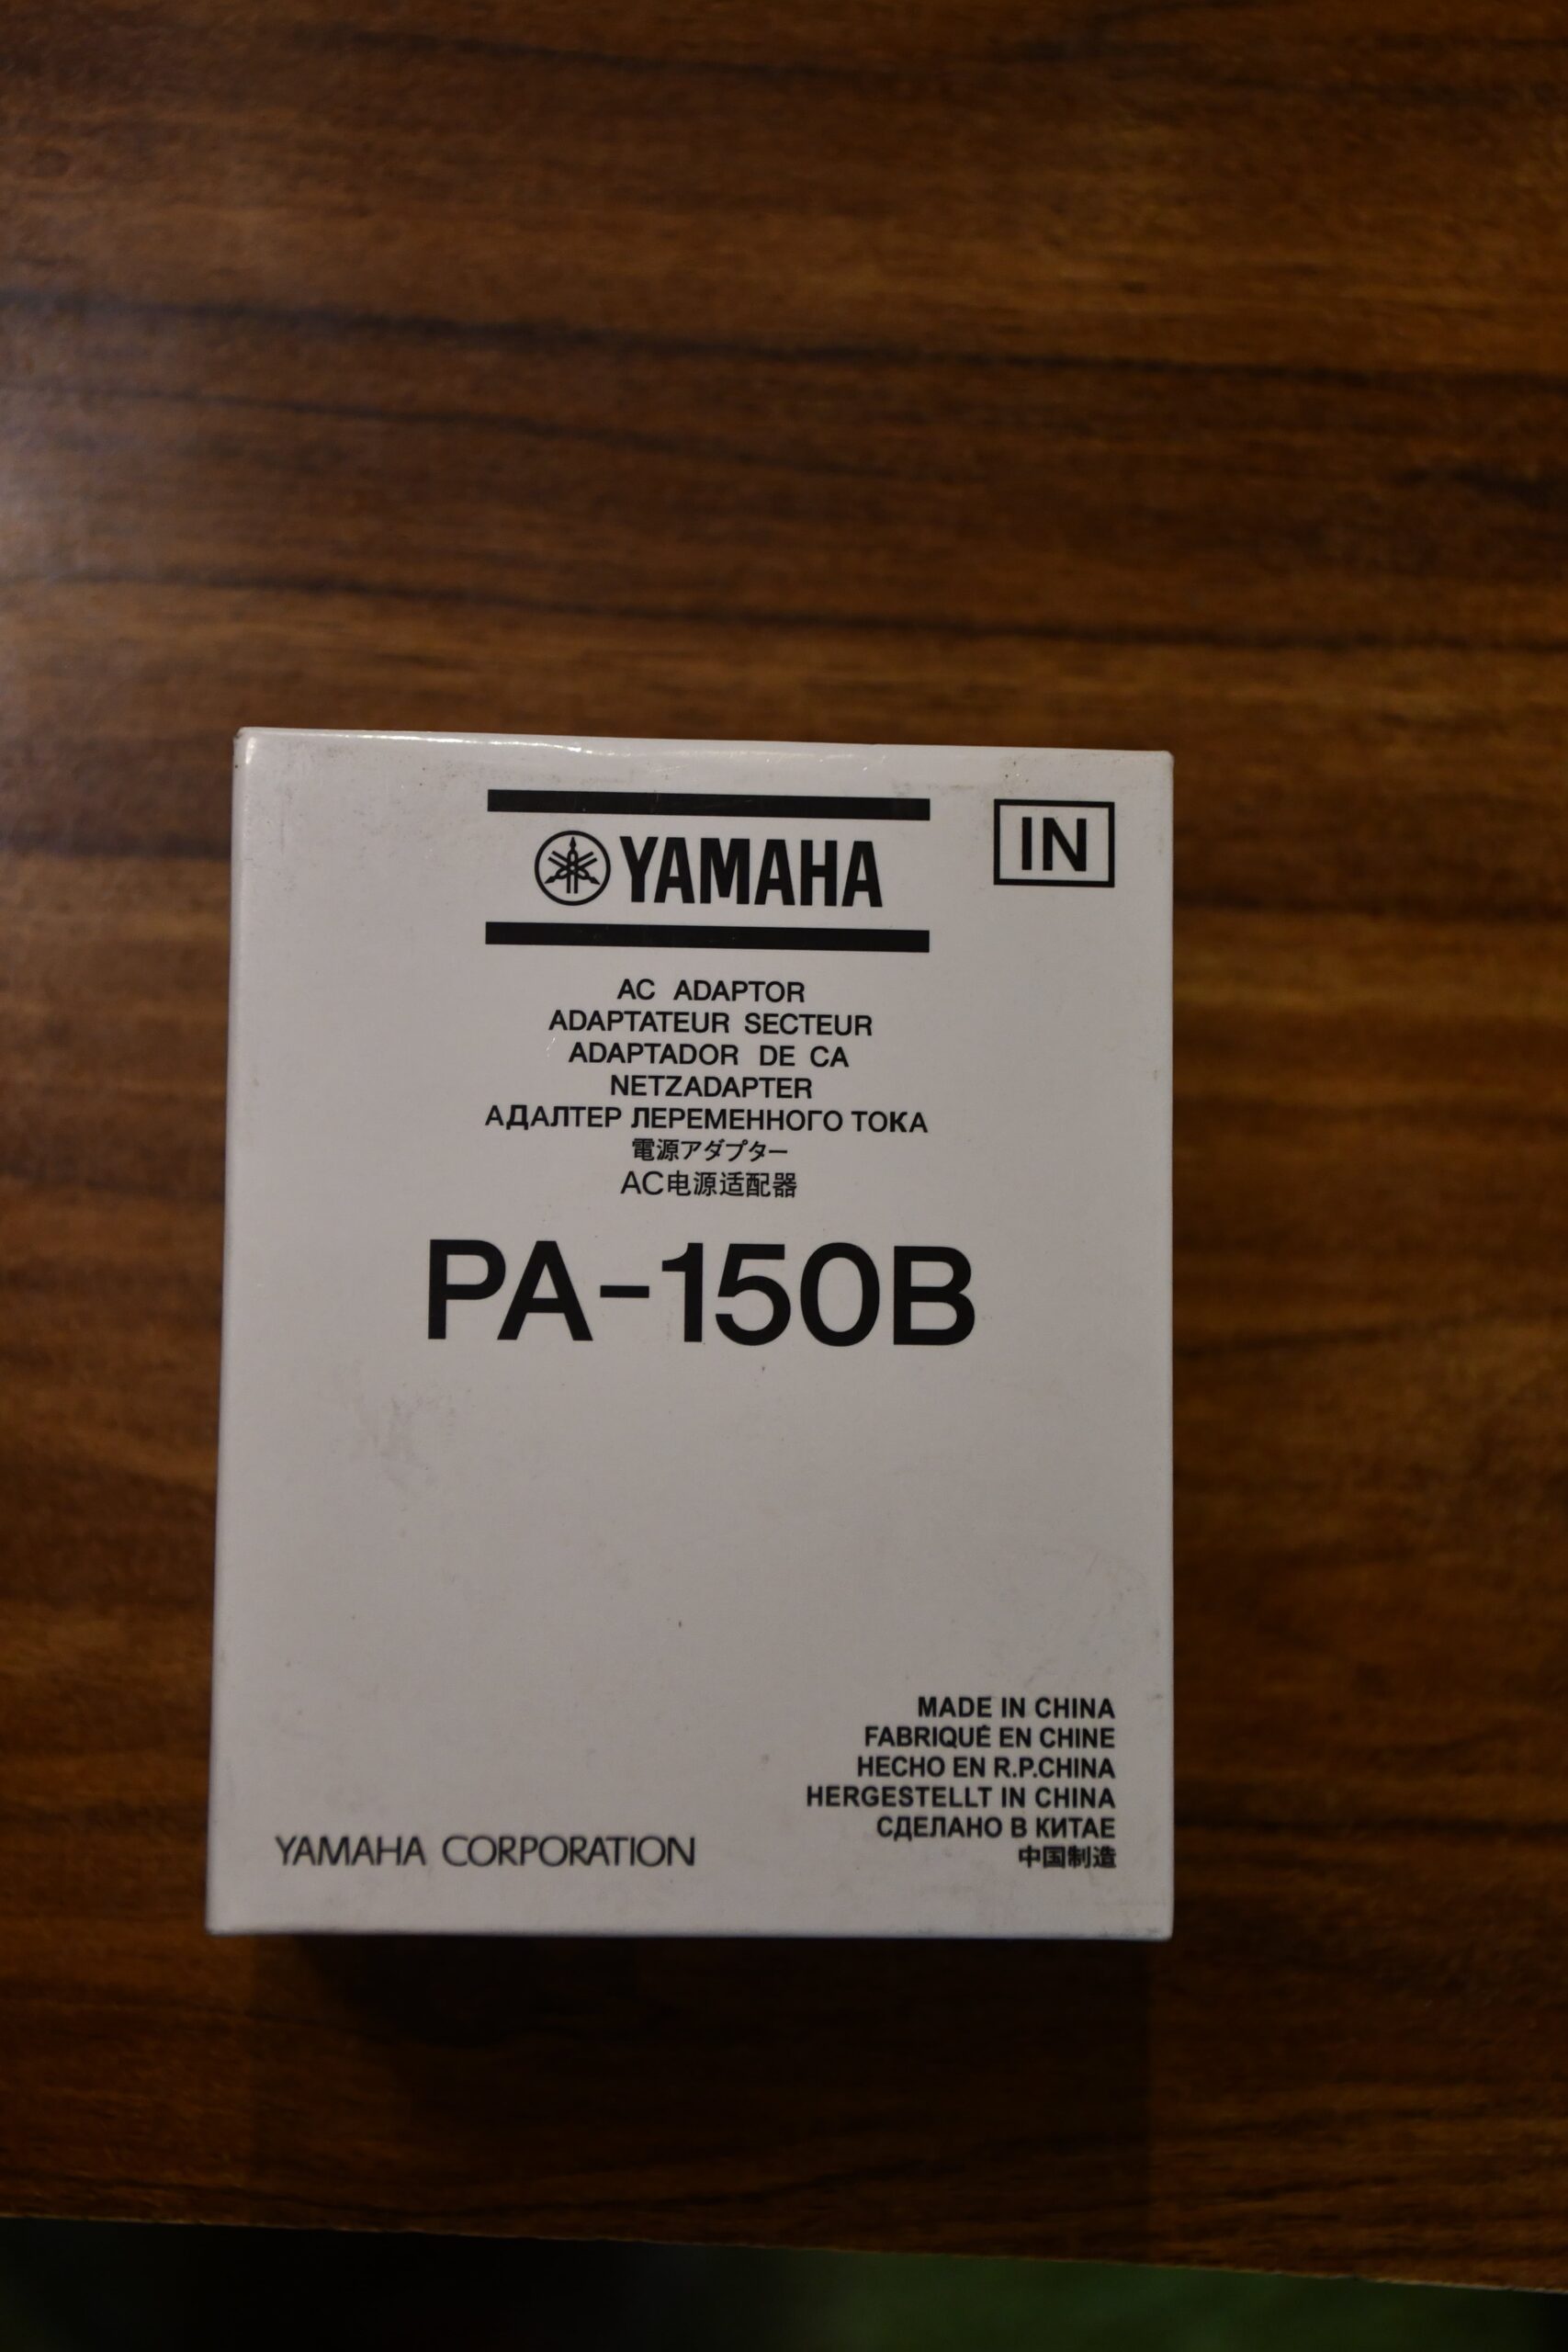 YAMAHA
IN
AC ADAPTOR
ADAPTATEUR SECTEUR
ADAPTADOR DE CA
NETZADAPTER
АДАЛТЕР ЛЕРЕМЕННОГО ТОКА
電源アダプター
AC电源适配器
PA-150B
MADE IN CHINA
FABRIQUÉ EN CHINE
HECHO EN R.P.CHINA
HERGESTELLT IN CHINA
СДЕЛАНО В КИТАЕ
中国制造
YAMAHA CORPORATION